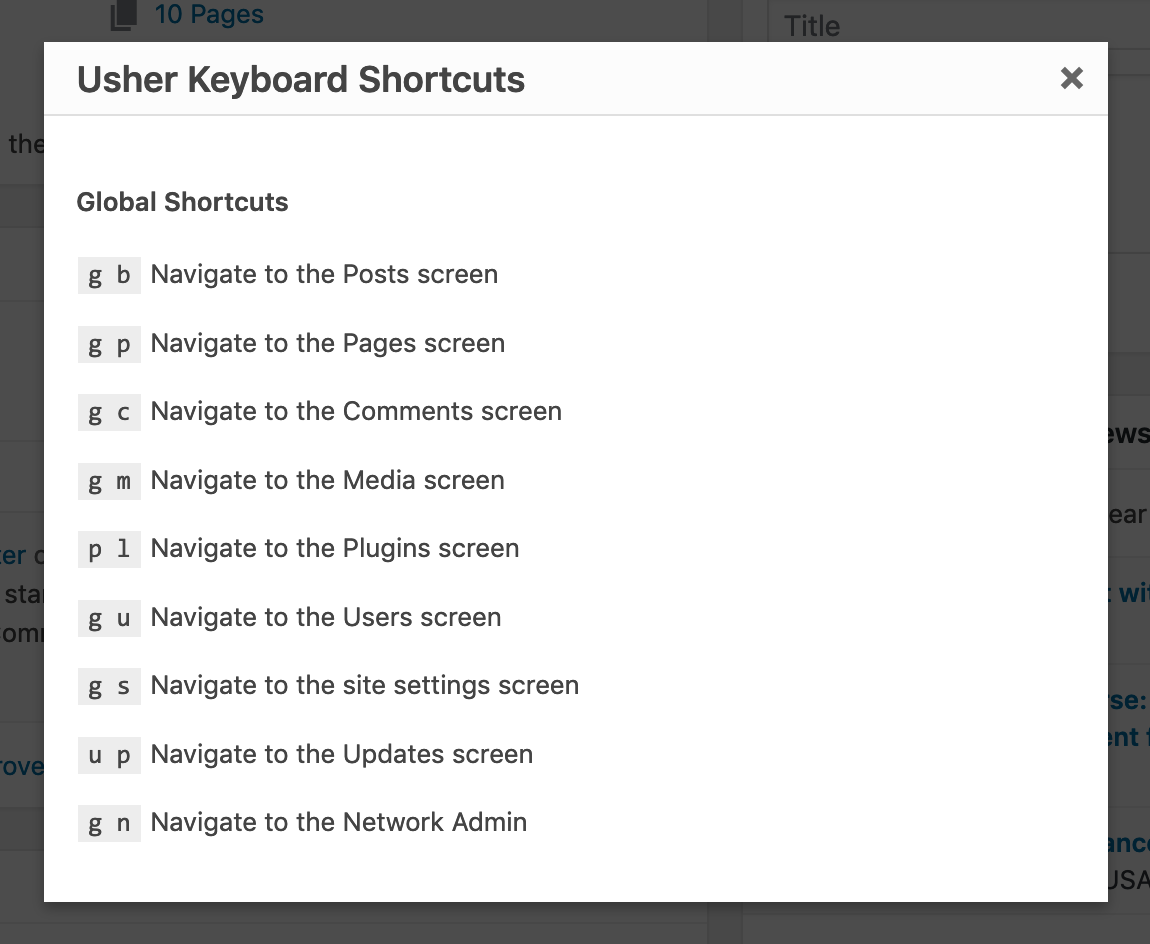 10 Pages
Title
Usher Keyboard Shortcuts
the
Global Shortcuts
g b Navigate to the Posts screen
g p Navigate to the Pages screen
g c Navigate to the Comments screen
g m Navigate to the Media screen
p l Navigate to the Plugins screen
g u Navigate to the Users screen
g s Navigate to the site settings screen
u p Navigate to the Updates screen
g n Navigate to the Network Admin
USA